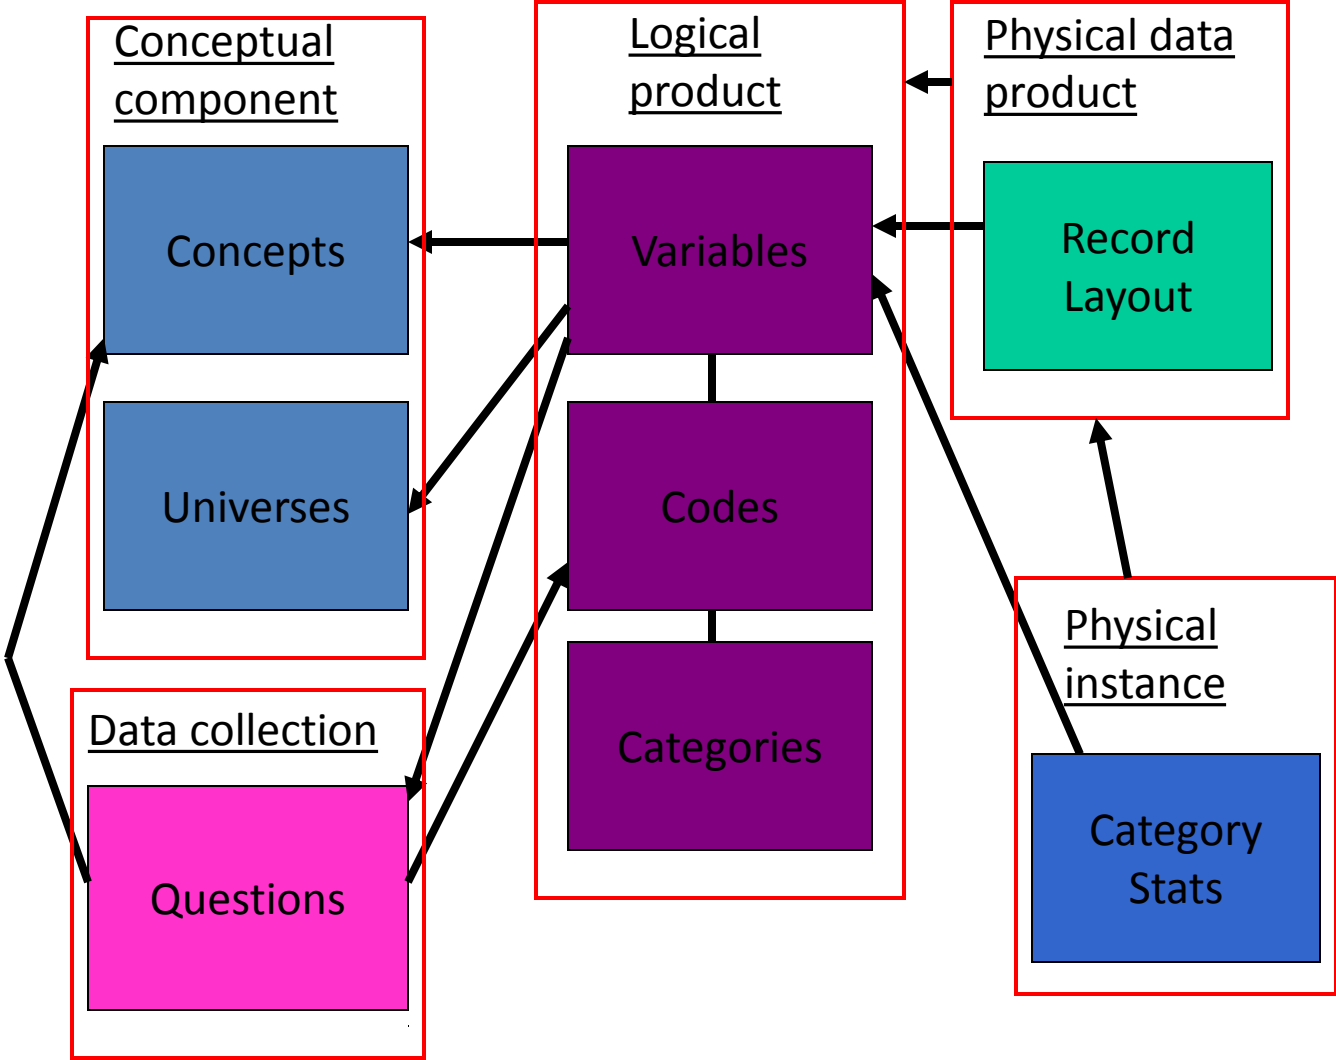 Conceptual
component
Concepts
Universes
Data collection
Questions
Logical
product
Variables
Codes
Categories
Physical data
product
Record
Layout
Physical
instance
Category
Stats